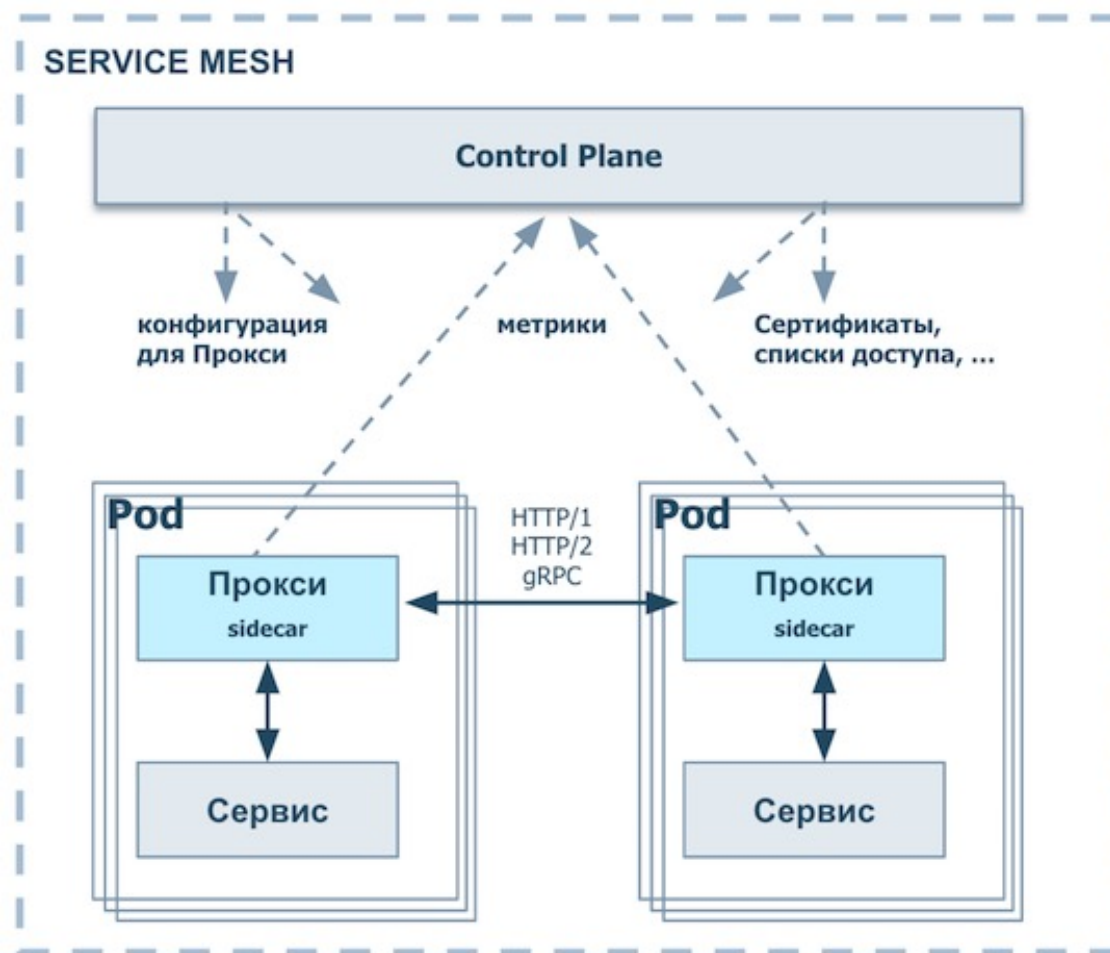 SERVICE MESH
Control Plane
конфигурация
для Прокси
метрики
Сертификаты,
списки доступа, ...
Pod
Прокси
sidecar
Сервис
HTTP/1
HTTP/2
gRPC
Pod
Прокси
sidecar
Сервис